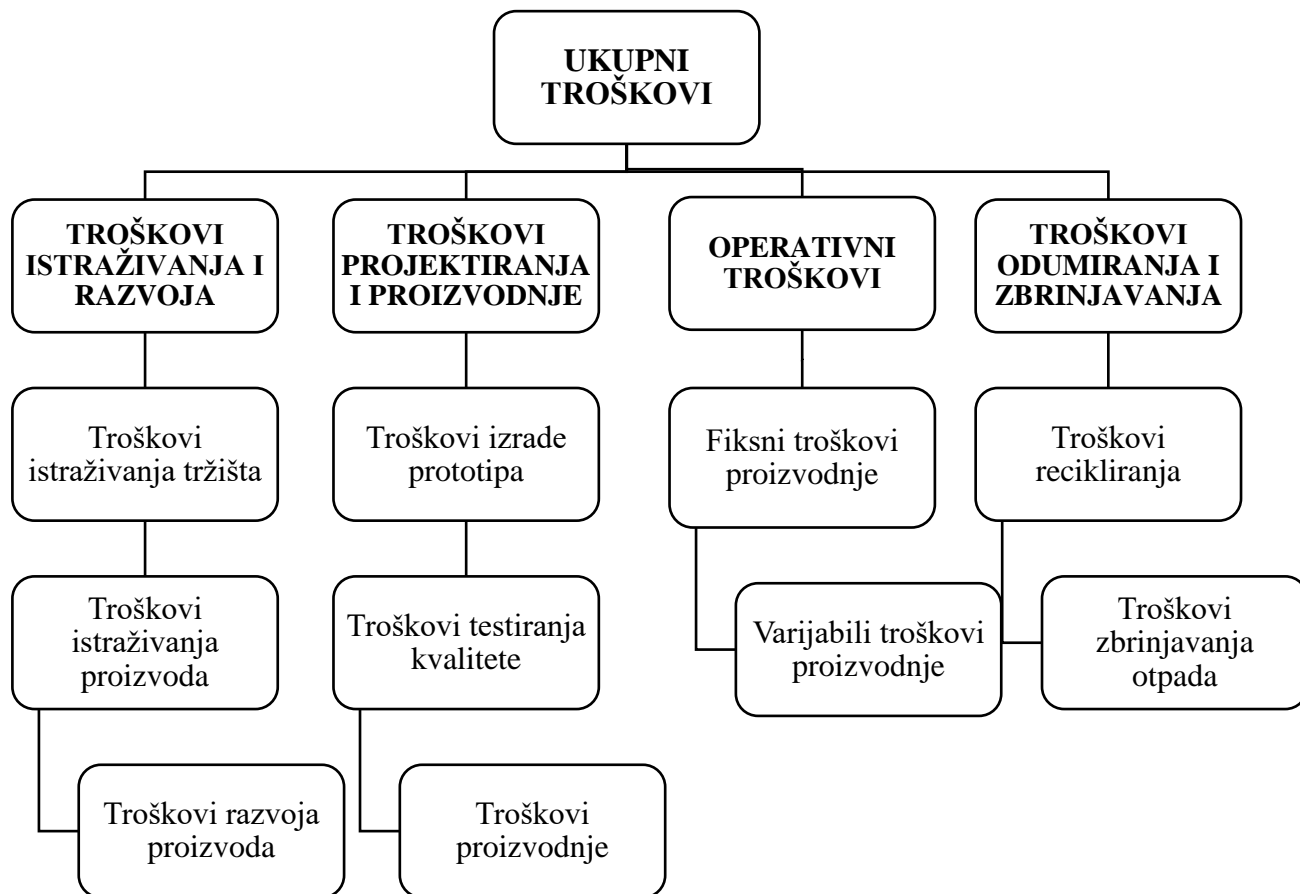 UKUPNI
TROŠKOVI
TROŠKOVI
ISTRAŽIVANJA I
RAZVOJA
TROŠKOVI
PROJEKTIRANJA
I PROIZVODNJE
OPERATIVNI
TROŠKOVI
TROŠKOVI
ODUMIRANJA I
ZBRINJAVANJA
Troškovi
istraživanja tržišta
Troškovi izrade
prototipa
Fiksni troškovi
proizvodnje
Troškovi
recikliranja
Troškovi
istraživanja
proizvoda
Troškovi testiranja
kvalitete
Varijabili troškovi
proizvodnje
Troškovi
zbrinjavanja
otpada
Troškovi razvoja
proizvoda
Troškovi
proizvodnje